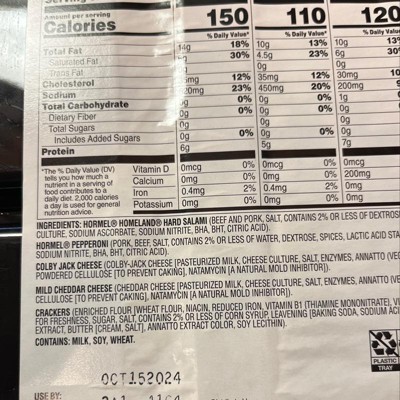 Amount per serving
Calories 150 110 120
% Daily Value* % Daily Value* % Daily
Total Fat 14g 18% 10g 13% 10g 13%
Saturated Fat 30% 4.5g 23% 6g 30%
Trans Fat 0g 0g
Cholesterol 12% 35mg 12% 30mg 10
Sodium 23% 450mg 20% 200mg
Total Carbohydrate 0% 0g 0% 1g
Dietary Fiber 0g 0% 0g 0% 0g
Total Sugars 0g 0g 0g
Includes Added Sugars 0g 0% 0g 0% 0g
Protein 6g 5g 7g
*The % Daily Value (DV)
tells you how much a
nutrient in a serving of
food contributes to a
daily diet. 2,000 calories
a day is used for general
nutrition advice.
Vitamin D 0mcg 0% 0mcg 0% 0mcg
Calcium 0mg 0% 0mg 0% 200mg
Iron 0.4mg 2% 0.4mg 2% 0mg
Potassium 0mg 0% 0mg 0% 0mg
INGREDIENTS: HORMEL® HOMELAND® HARD SALAMI (BEEF AND PORK, SALT, CONTAINS 2% OR LESS OF DEXTROS
CULTURE, SODIUM ASCORBATE, SODIUM NITRITE, BHA, BHT, CITRIC ACID).
HORMEL® PEPPERONI (PORK, BEEF, SALT, CONTAINS 2% OR LESS OF WATER, DEXTROSE, SPICES, LACTIC ACID STA
SODIUM NITRITE, BHA, BHT, CITRIC ACID).
COLBY JACK CHEESE (COLBY-JACK CHEESE [PASTEURIZED MILK, CHEESE CULTURE, SALT, ENZYMES, ANNATTO (VE
POWDERED CELLULOSE [TO PREVENT CAKING], NATAMYCIN [A NATURAL MOLD INHIBITOR]).
MILD CHEDDAR CHEESE (CHEDDAR CHEESE [PASTEURIZED MILK, CHEESE CULTURE, SALT, ENZYMES, ANNATTO (VE
CELLULOSE [TO PREVENT CAKING], NATAMYCIN [A NATURAL MOLD INHIBITOR]).
CRACKERS (ENRICHED FLOUR [WHEAT FLOUR, NIACIN, REDUCED IRON, VITAMIN B1 (THIAMINE MONONITRATE), VI
FOR FRESHNESS, SUGAR, SALT, CONTAINS 2% OR LESS OF CORN SYRUP, LEAVENING [BAKING SODA, SODIUM AC
EXTRACT, BUTTER [CREAM, SALT], ANNATTO EXTRACT COLOR, SOY LECITHIN).
CONTAINS: MILK, SOY, WHEAT.
PLASTIC
TRAY
OCT152024
USE BY: